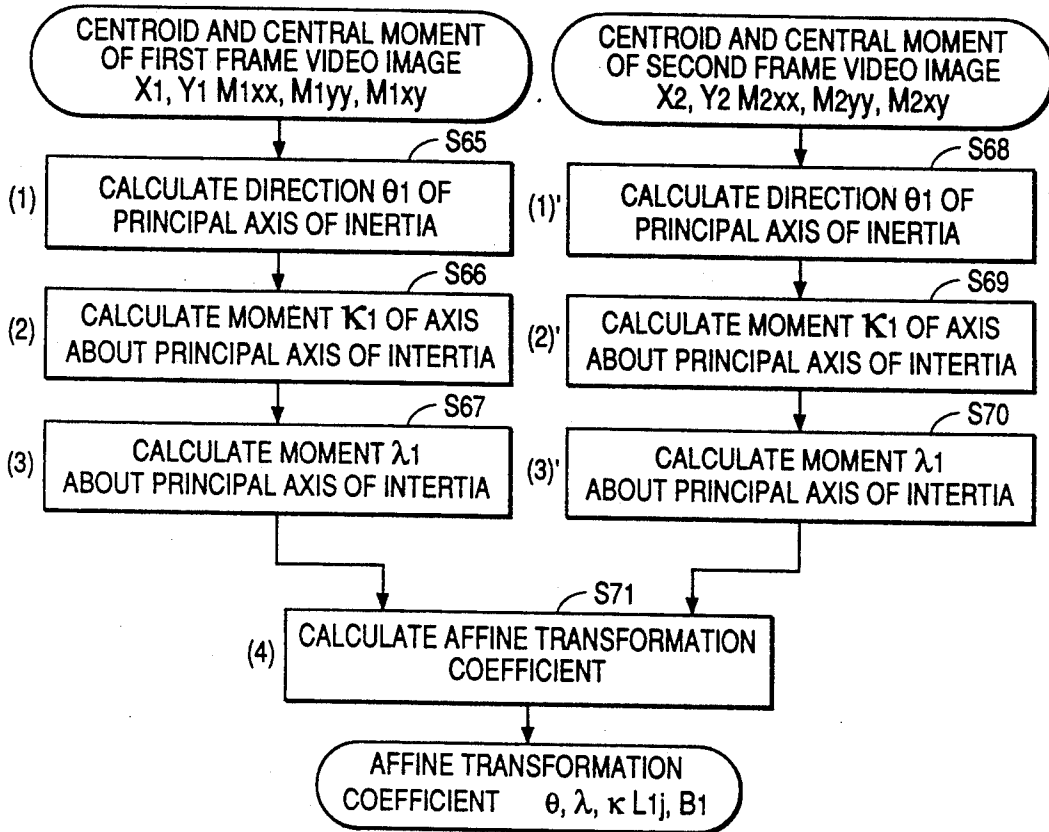 CENTROID AND CENTRAL MOMENT
OF FIRST FRAME VIDEO IMAGE
X1, Y1 M1xx, M1yy, M1xy
S65
(1)
CALCULATE DIRECTION θ1 OF
PRINCIPAL AXIS OF INERTIA
S66
(2)
CALCULATE MOMENT κ1 OF AXIS
ABOUT PRINCIPAL AXIS OF INTERTIA
S67
(3)
CALCULATE MOMENT λ1
ABOUT PRINCIPAL AXIS OF INTERTIA
CENTROID AND CENTRAL MOMENT
OF SECOND FRAME VIDEO IMAGE
X2, Y2 M2xx, M2yy, M2xy
S68
(1)'
CALCULATE DIRECTION θ1 OF
PRINCIPAL AXIS OF INERTIA
S69
(2)'
CALCULATE MOMENT κ1 OF AXIS
ABOUT PRINCIPAL AXIS OF INTERTIA
S70
(3)'
CALCULATE MOMENT λ1
ABOUT PRINCIPAL AXIS OF INTERTIA
S71
(4)
CALCULATE AFFINE TRANSFORMATION
COEFFICIENT
AFFINE TRANSFORMATION
COEFFICIENT θ, λ, κ L1j, B1